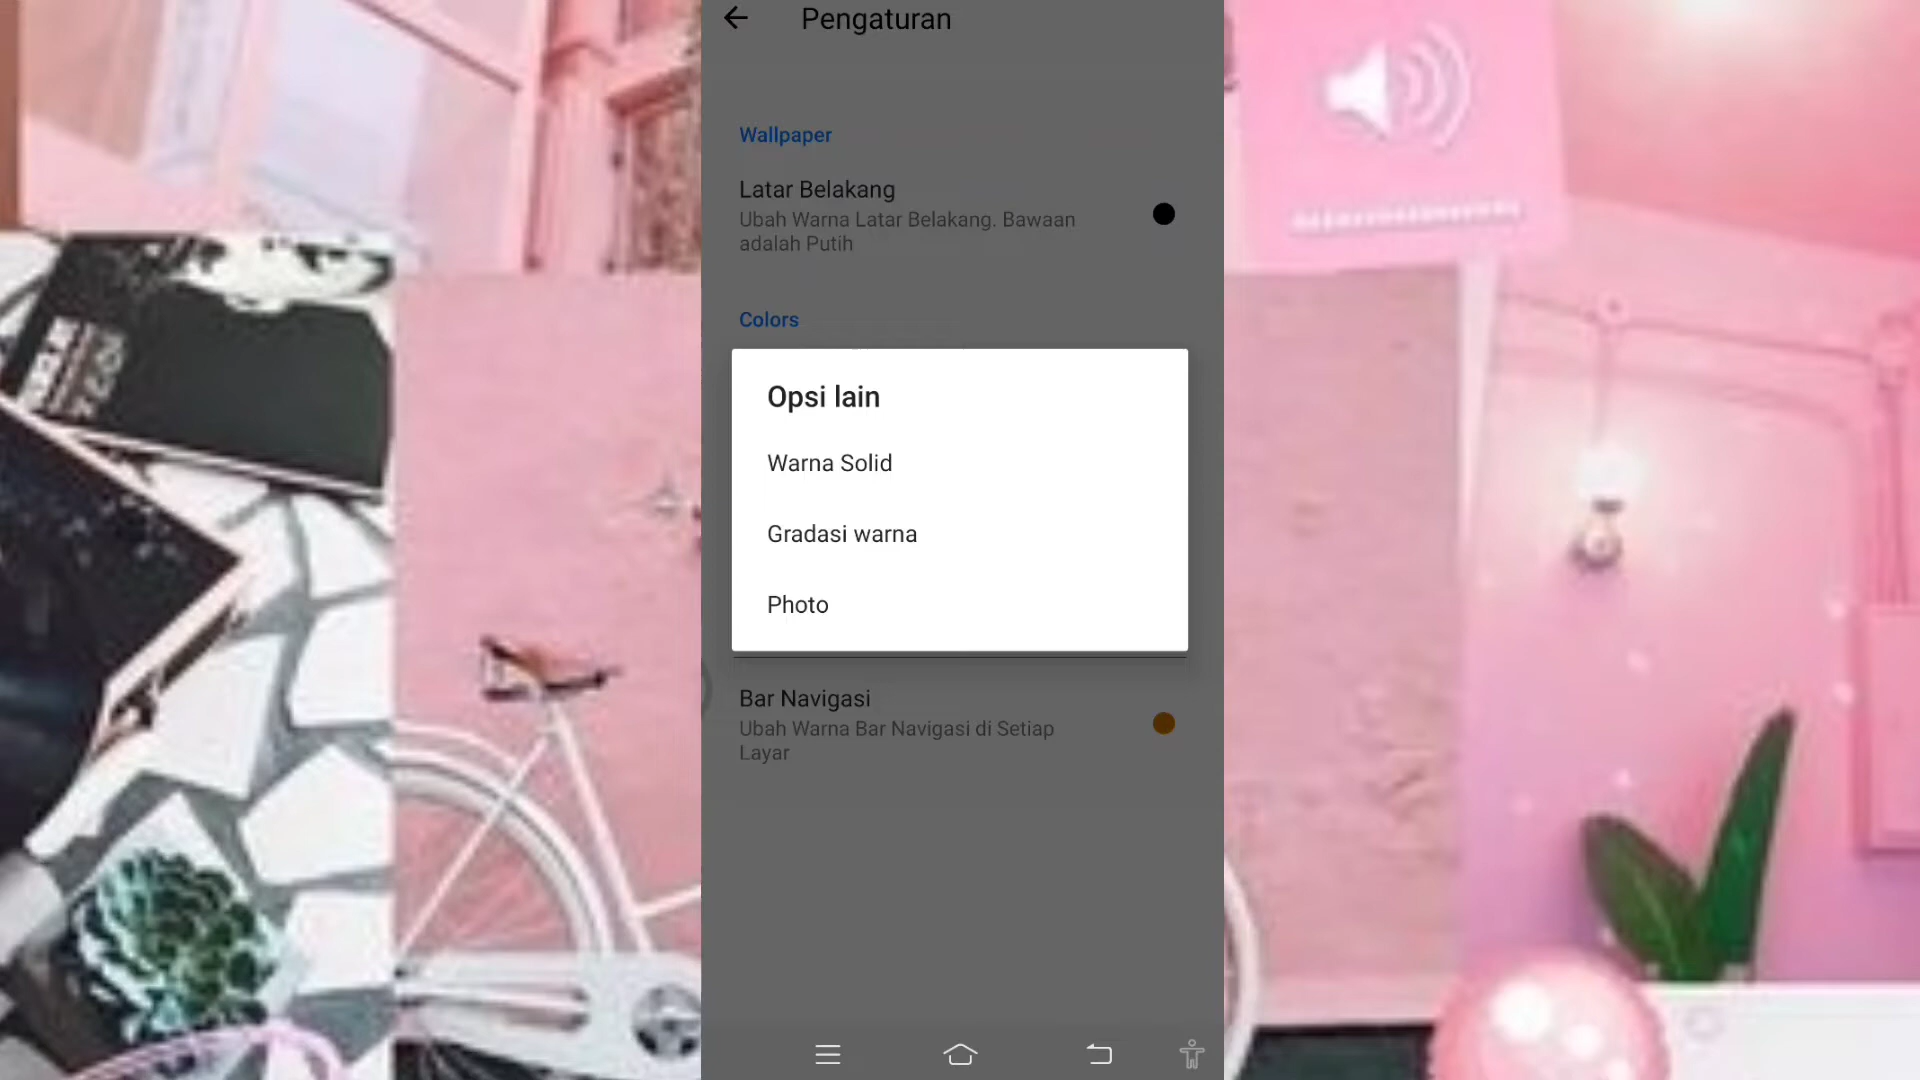 Pengaturan
Wallpaper
Latar Belakang
Ubah Warna Latar Belakang. Bawaan
adalah Putih
Colors
Opsi lain
Warna Solid
Gradasi warna
Photo
Bar Navigasi
Ubah Warna Bar Navigasi di Setiap
Layar